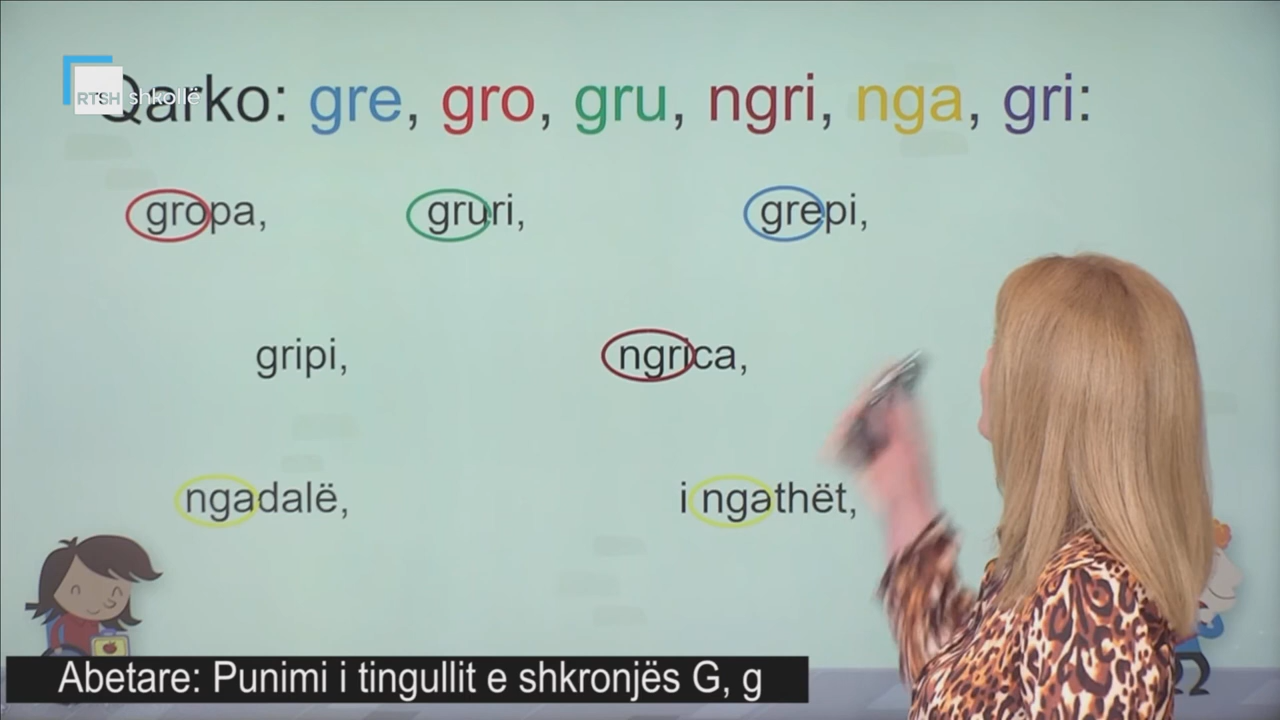 RTSH shkollë
Qarko: gre, gro, gru, ngri, nga, gri:
gropa, gruri, grepi,
gripi, ngrica,
ngadalë, i ngathët,
Abetare: Punimi i tingullit e shkronjës G, g